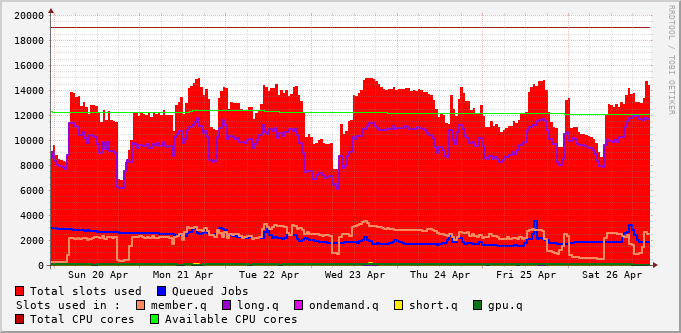 20000
18000
16000
14000
12000
10000
8000
6000
4000
2000
0
Sun 20 Apr Mon 21 Apr Tue 22 Apr Wed 23 Apr Thu 24 Apr Fri 25 Apr Sat 26 Apr
Total slots used Queued Jobs
Slots used in : member.q long.q ondemand.q short.q gpu.q
Total CPU cores Available CPU cores
RRDTOOL / TOBI OETIKER